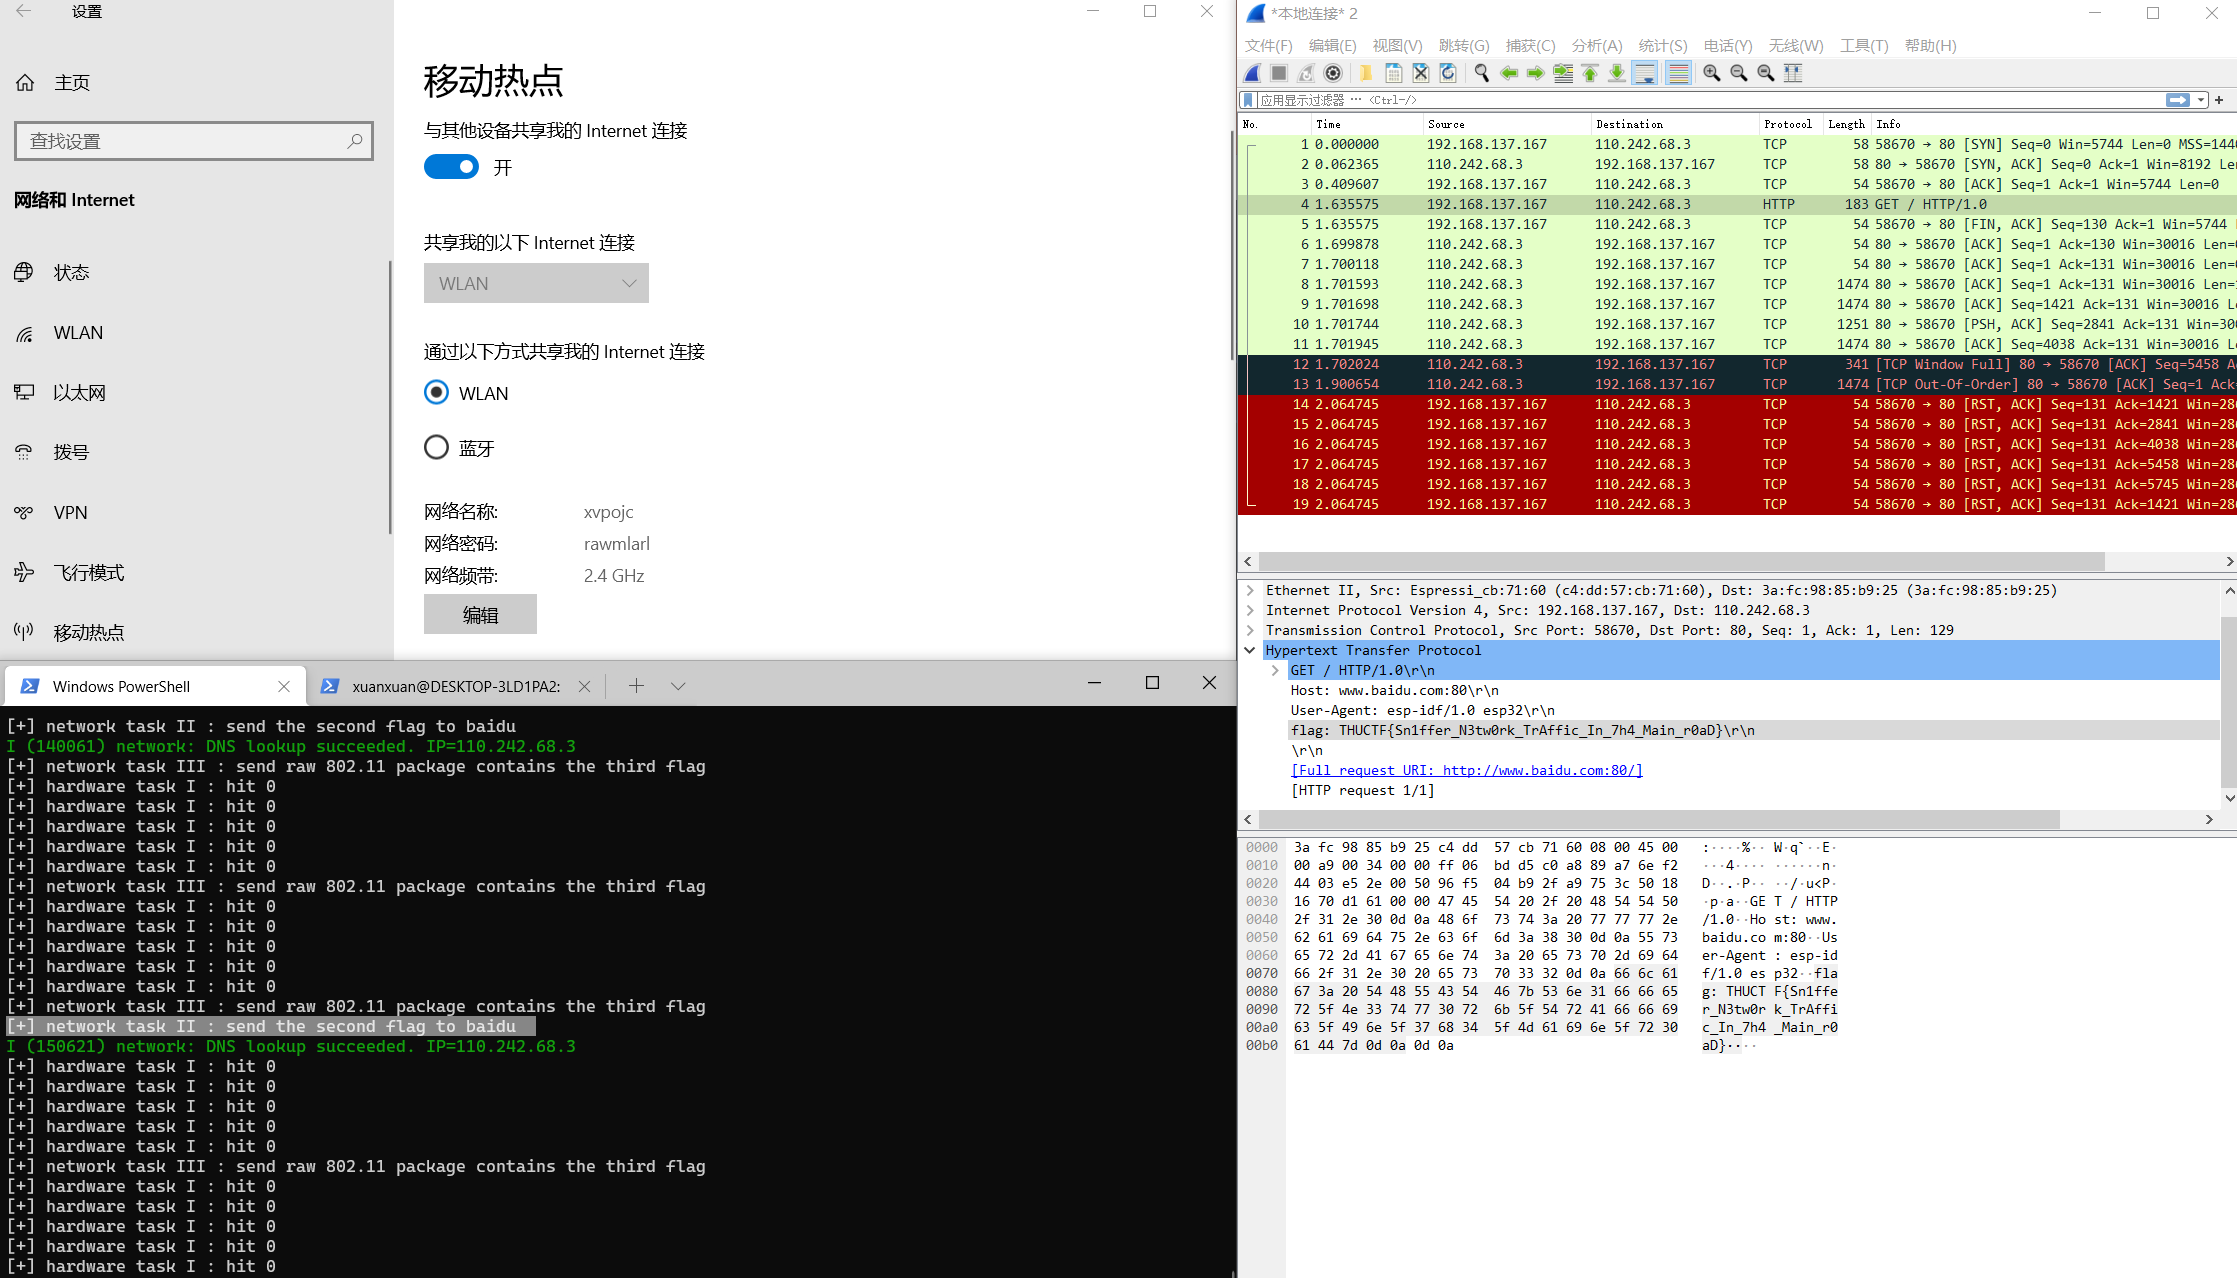 设置
主页
查找设置
网络和 Internet
状态
WLAN
以太网
拨号
VPN
飞行模式
移动热点
移动热点
与其他设备共享我的 Internet 连接
开
共享我的以下 Internet 连接
WLAN
通过以下方式共享我的 Internet 连接
WLAN
蓝牙
网络名称: xvpojc
网络密码: rawmlarl
网络频带: 2.4 GHz
编辑
Windows PowerShell
xuanxuan@DESKTOP-3LD1PA2:
[+] network task II : send the second flag to baidu
I (140061) network: DNS lookup succeeded. IP=110.242.68.3
[+] network task III : send raw 802.11 package contains the third flag
[+] hardware task I : hit 0
[+] hardware task I : hit 0
[+] hardware task I : hit 0
[+] hardware task I : hit 0
[+] hardware task I : hit 0
[+] network task III : send raw 802.11 package contains the third flag
[+] hardware task I : hit 0
[+] hardware task I : hit 0
[+] hardware task I : hit 0
[+] hardware task I : hit 0
[+] hardware task I : hit 0
[+] network task III : send raw 802.11 package contains the third flag
[+] network task II : send the second flag to baidu
I (150621) network: DNS lookup succeeded. IP=110.242.68.3
[+] hardware task I : hit 0
[+] hardware task I : hit 0
[+] hardware task I : hit 0
[+] hardware task I : hit 0
[+] hardware task I : hit 0
[+] network task III : send raw 802.11 package contains the third flag
[+] hardware task I : hit 0
[+] hardware task I : hit 0
[+] hardware task I : hit 0
[+] hardware task I : hit 0
[+] hardware task I : hit 0
*本地连接* 2
文件(F) 编辑(E) 视图(V) 跳转(G) 捕获(C) 分析(A) 统计(S) 电话(Y) 无线(W) 工具(T) 帮助(H)
应用显示过滤器 … <Ctrl-/>
No. Time Source Destination Protocol Length Info
1 0.000000 192.168.137.167 110.242.68.3 TCP 58 58670 → 80 [SYN] Seq=0 Win=5744 Len=0 MSS=1440
2 0.062365 110.242.68.3 192.168.137.167 TCP 58 80 → 58670 [SYN, ACK] Seq=0 Ack=1 Win=8192 Len
3 0.409607 192.168.137.167 110.242.68.3 TCP 54 58670 → 80 [ACK] Seq=1 Ack=1 Win=5744 Len=0
4 1.635575 192.168.137.167 110.242.68.3 HTTP 183 GET / HTTP/1.0
5 1.635575 192.168.137.167 110.242.68.3 TCP 54 58670 → 80 [FIN, ACK] Seq=130 Ack=1 Win=5744
6 1.699878 110.242.68.3 192.168.137.167 TCP 54 80 → 58670 [ACK] Seq=1 Ack=130 Win=30016 Len=
7 1.700118 110.242.68.3 192.168.137.167 TCP 54 80 → 58670 [ACK] Seq=1 Ack=131 Win=30016 Len=
8 1.701593 110.242.68.3 192.168.137.167 TCP 1474 80 → 58670 [ACK] Seq=1 Ack=131 Win=30016 Len=
9 1.701698 110.242.68.3 192.168.137.167 TCP 1474 80 → 58670 [ACK] Seq=1421 Ack=131 Win=30016 L
10 1.701744 110.242.68.3 192.168.137.167 TCP 1251 80 → 58670 [PSH, ACK] Seq=2841 Ack=131 Win=30
11 1.701945 110.242.68.3 192.168.137.167 TCP 1474 80 → 58670 [ACK] Seq=4038 Ack=131 Win=30016 L
12 1.702024 110.242.68.3 192.168.137.167 TCP 341 [TCP Window Full] 80 → 58670 [ACK] Seq=5458 A
13 1.900654 110.242.68.3 192.168.137.167 TCP 1474 [TCP Out-Of-Order] 80 → 58670 [ACK] Seq=1 Ack
14 2.064745 192.168.137.167 110.242.68.3 TCP 54 58670 → 80 [RST, ACK] Seq=131 Ack=1421 Win=28
15 2.064745 192.168.137.167 110.242.68.3 TCP 54 58670 → 80 [RST, ACK] Seq=131 Ack=2841 Win=28
16 2.064745 192.168.137.167 110.242.68.3 TCP 54 58670 → 80 [RST, ACK] Seq=131 Ack=4038 Win=28
17 2.064745 192.168.137.167 110.242.68.3 TCP 54 58670 → 80 [RST, ACK] Seq=131 Ack=5458 Win=28
18 2.064745 192.168.137.167 110.242.68.3 TCP 54 58670 → 80 [RST, ACK] Seq=131 Ack=5745 Win=28
19 2.064745 192.168.137.167 110.242.68.3 TCP 54 58670 → 80 [RST, ACK] Seq=131 Ack=1421 Win=28
Ethernet II, Src: Espressi_cb:71:60 (c4:dd:57:cb:71:60), Dst: 3a:fc:98:85:b9:25 (3a:fc:98:85:b9:25)
Internet Protocol Version 4, Src: 192.168.137.167, Dst: 110.242.68.3
Transmission Control Protocol, Src Port: 58670, Dst Port: 80, Seq: 1, Ack: 1, Len: 129
Hypertext Transfer Protocol
GET / HTTP/1.0\r\n
Host: www.baidu.com:80\r\n
User-Agent: esp-idf/1.0 esp32\r\n
flag: THUCTF{Sn1ffer_N3tw0rk_TrAffic_In_7h4_Main_r0aD}\r\n
\r\n
[Full request URI: http://www.baidu.com:80/]
[HTTP request 1/1]
0000 3a fc 98 85 b9 25 c4 dd 57 cb 71 60 08 00 45 00 :····%·· W·q`··E·
0010 00 a9 00 34 00 00 ff 06 bd d5 c0 a8 89 a7 6e f2 ···4···· ······n·
0020 44 03 e5 2e 00 50 96 f5 04 b9 2f a9 75 3c 50 18 D··.·P·· ··/·u<P·
0030 16 70 d1 61 00 00 47 45 54 20 2f 20 48 54 54 50 ·p·a··GE T / HTTP
0040 2f 31 2e 30 0d 0a 48 6f 73 74 3a 20 77 77 77 2e /1.0··Ho st: www.
0050 62 61 69 64 75 2e 63 6f 6d 3a 38 30 0d 0a 55 73 baidu.co m:80··Us
0060 65 72 2d 41 67 65 6e 74 3a 20 65 73 70 2d 69 64 er-Agent : esp-id
0070 66 2f 31 2e 30 20 65 73 70 33 32 0d 0a 66 6c 61 f/1.0 es p32··fla
0080 67 3a 20 54 48 55 43 54 46 7b 53 6e 31 66 66 65 g: THUCT F{Sn1ffe
0090 72 5f 4e 33 74 77 30 72 6b 5f 54 72 41 66 66 69 r_N3tw0r k_TrAffi
00a0 63 5f 49 6e 5f 37 68 34 5f 4d 61 69 6e 5f 72 30 c_In_7h4 _Main_r0
00b0 61 44 7d 0d 0a 0d 0a aD}····